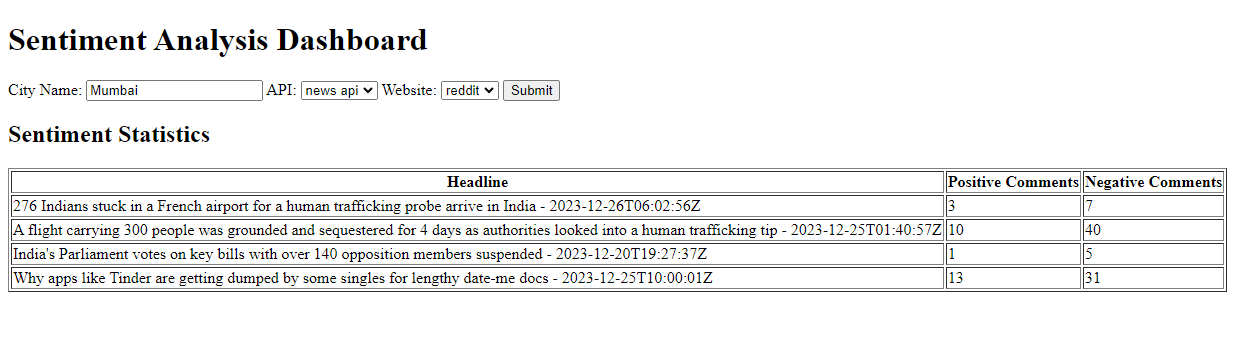 Sentiment Analysis Dashboard
City Name: Mumbai API: news api Website: reddit Submit
Sentiment Statistics
Headline Positive Comments Negative Comments
276 Indians stuck in a French airport for a human trafficking probe arrive in India - 2023-12-26T06:02:56Z 3 7
A flight carrying 300 people was grounded and sequestered for 4 days as authorities looked into a human trafficking tip - 2023-12-25T01:40:57Z 10 40
India's Parliament votes on key bills with over 140 opposition members suspended - 2023-12-20T19:27:37Z 1 5
Why apps like Tinder are getting dumped by some singles for lengthy date-me docs - 2023-12-25T10:00:01Z 13 31